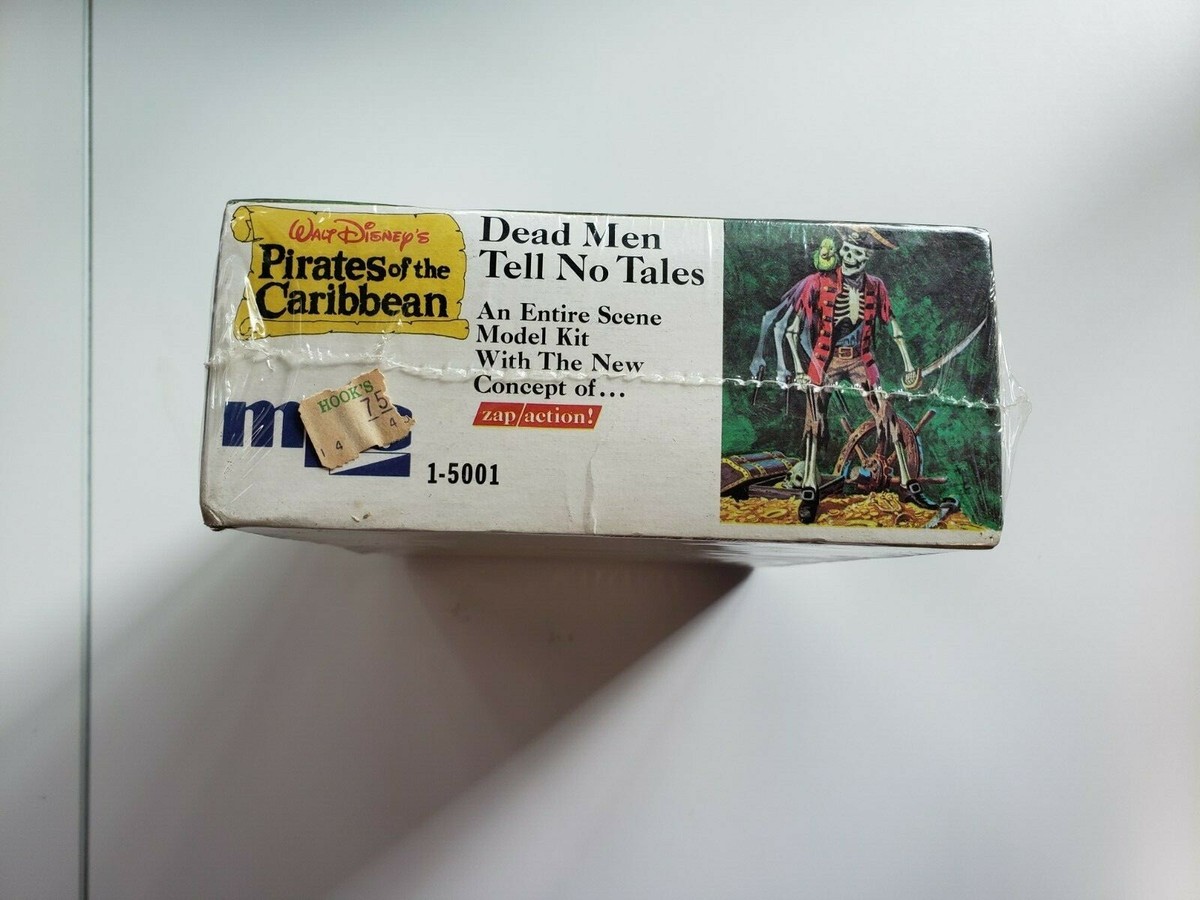 WALT DISNEY'S
Pirates of the
Caribbean
Dead Men
Tell No Tales
An Entire Scene
Model Kit
With The New
Concept of...
zap/action!
HOOK'S
75
4 4
m
1-5001